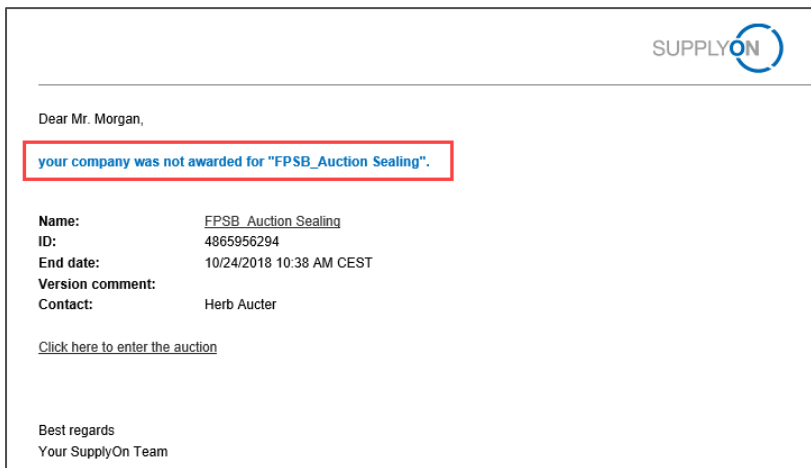 SUPPLYON
Dear Mr. Morgan,
your company was not awarded for "FPSB_Auction Sealing".
Name: FPSB_Auction Sealing
ID: 4865956294
End date: 10/24/2018 10:38 AM CEST
Version comment:
Contact: Herb Aucter
Click here to enter the auction
Best regards
Your SupplyOn Team